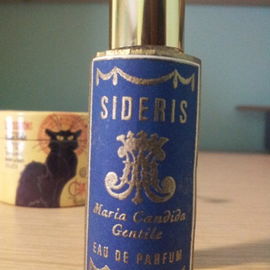 SIDERIS
Maria Candida
Gentile
EAU DE PARFUM